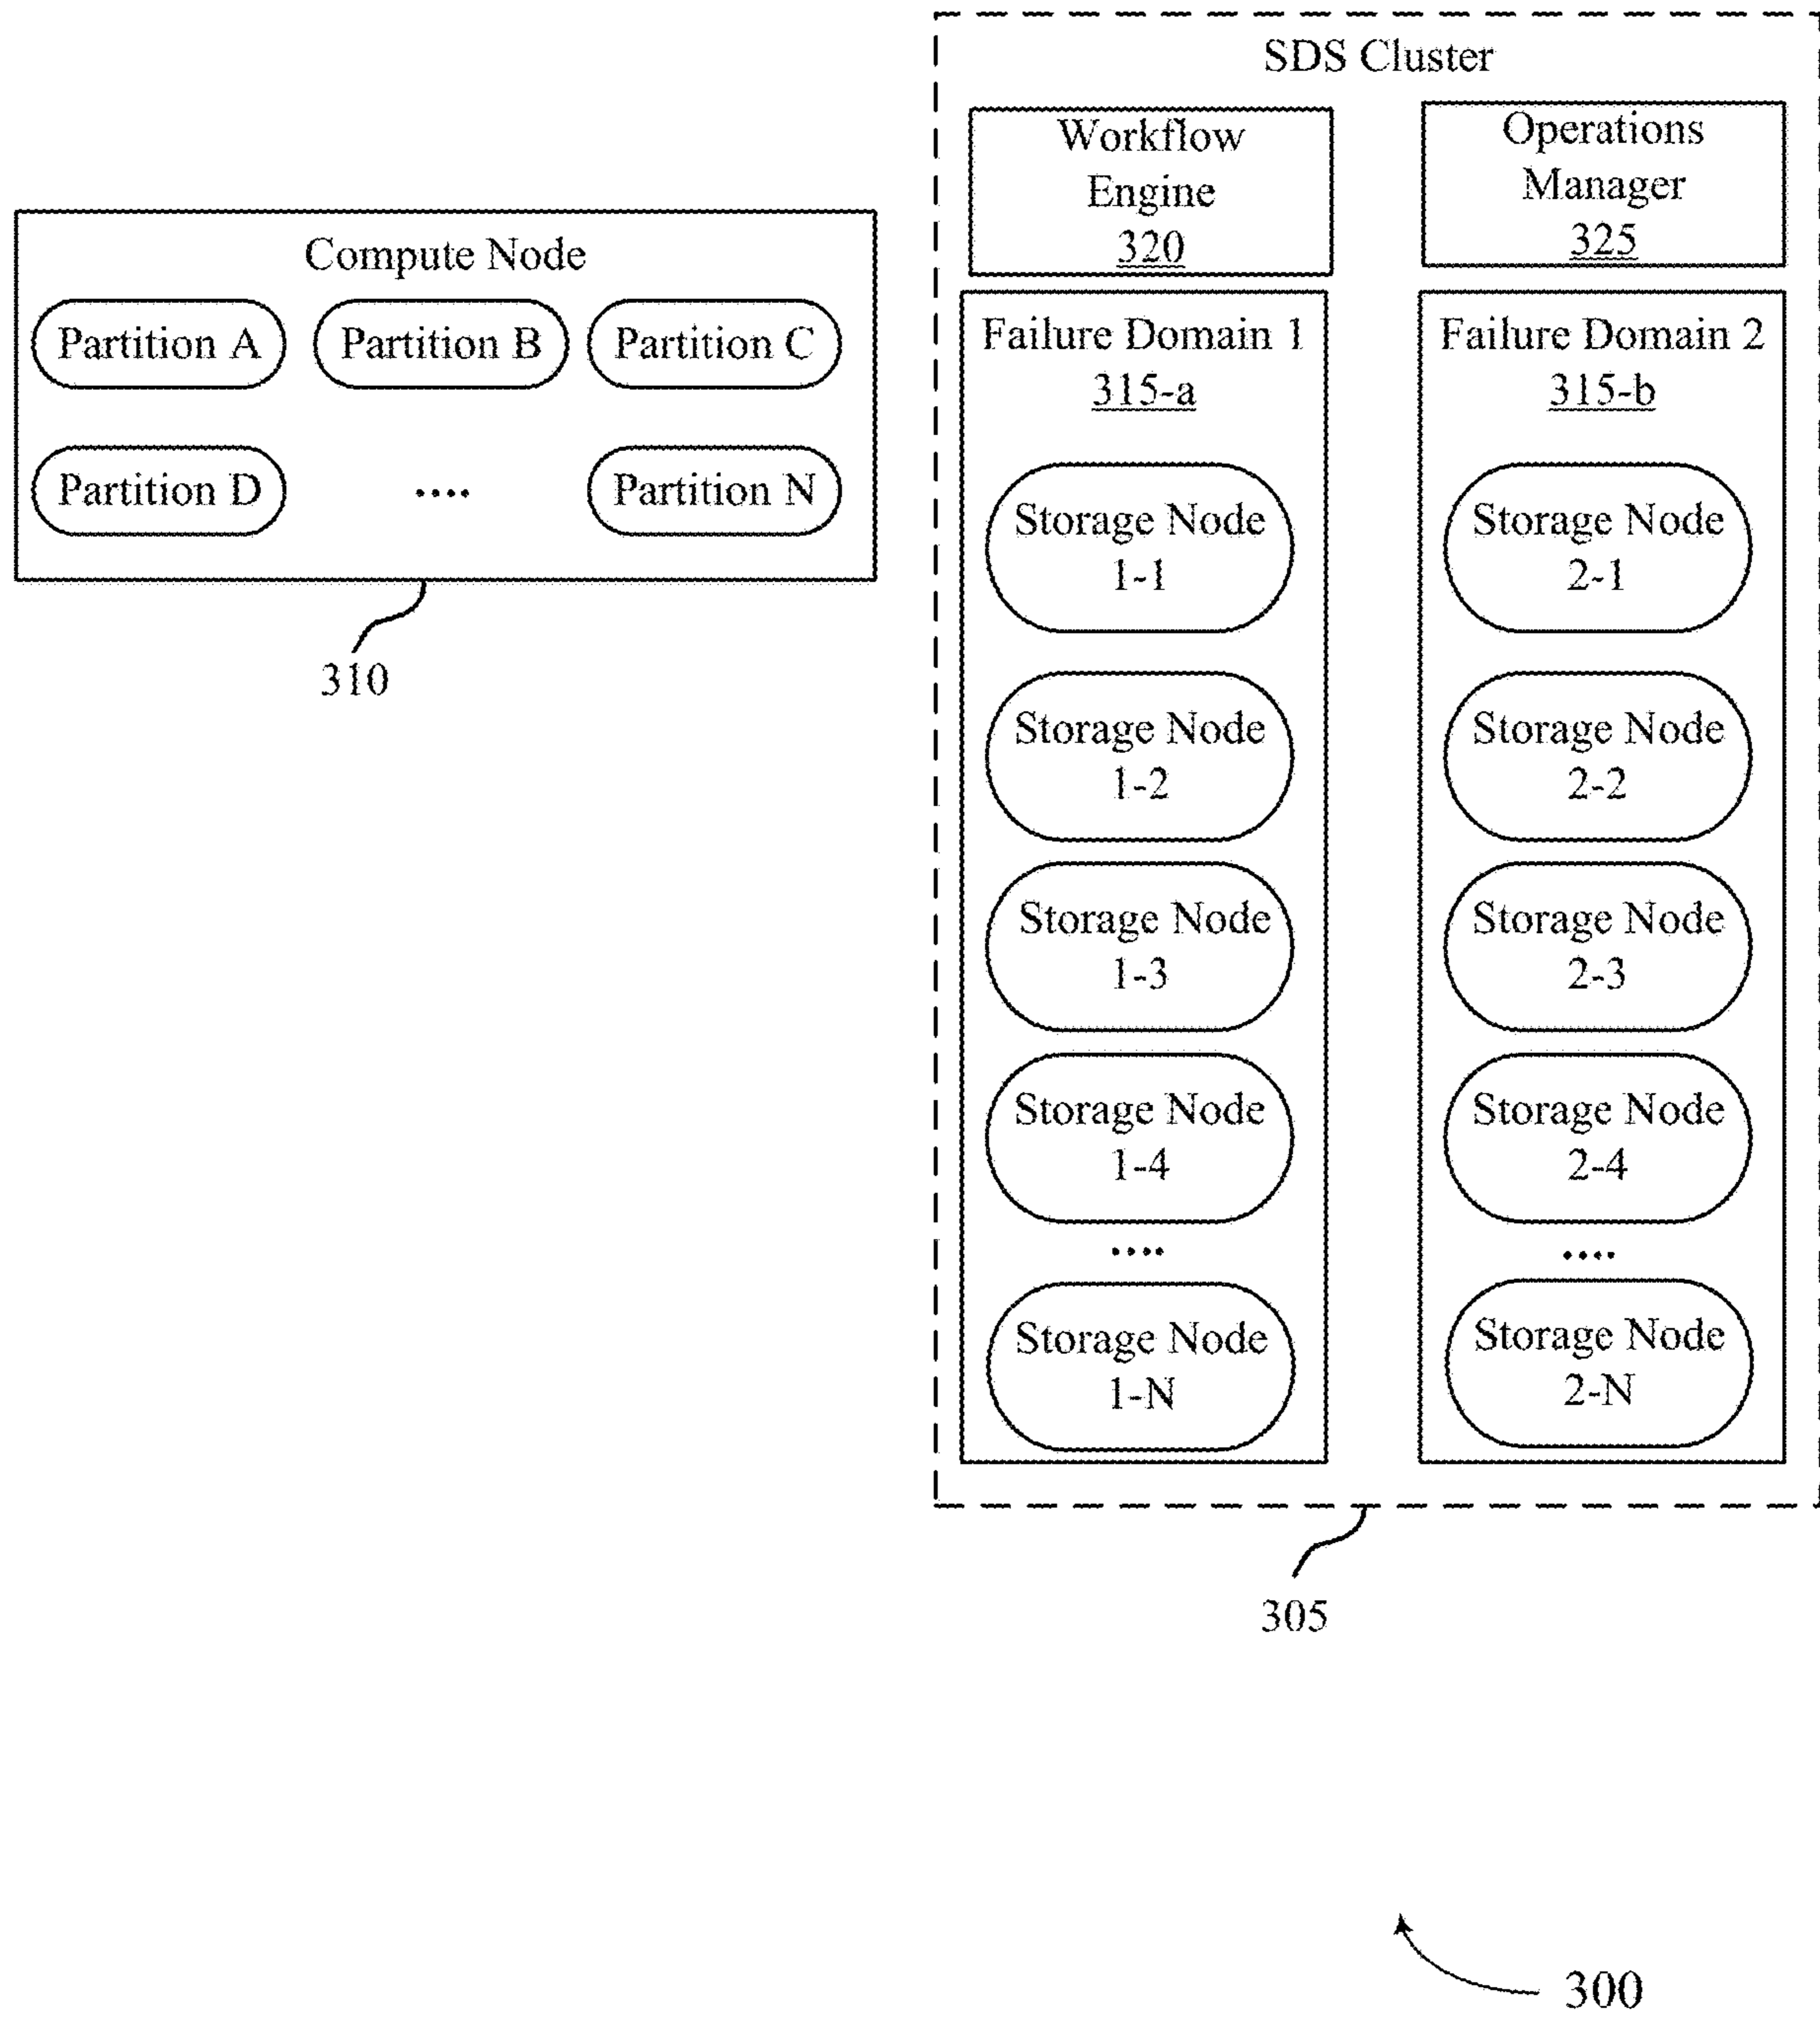 SDS Cluster
Workflow
Engine
320
Operations
Manager
325
Compute Node
Partition A
Partition B
Partition C
Partition D
....
Partition N
310
Failure Domain 1
315-a
Storage Node
1-1
Storage Node
1-2
Storage Node
1-3
Storage Node
1-4
....
Storage Node
1-N
Failure Domain 2
315-b
Storage Node
2-1
Storage Node
2-2
Storage Node
2-3
Storage Node
2-4
....
Storage Node
2-N
305
300